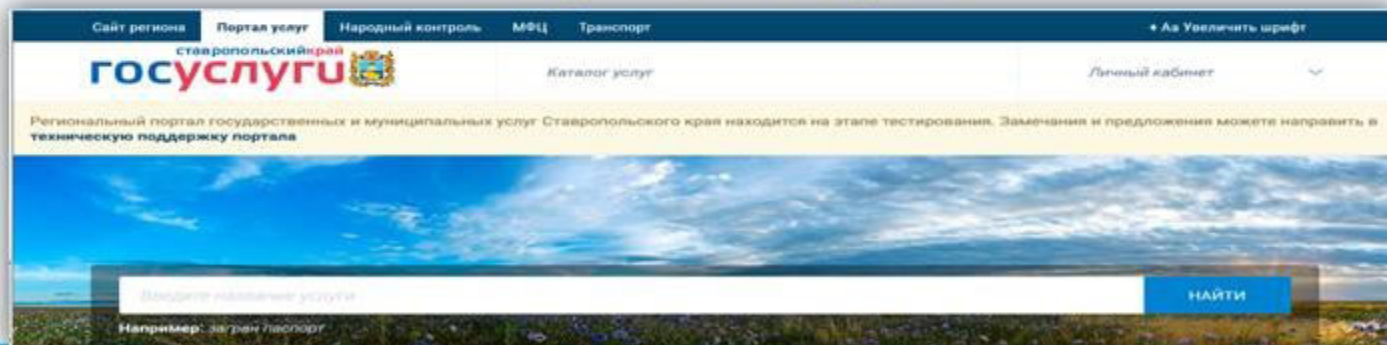 Сайт региона Портал услуг Народный контроль МФЦ Транспорт + Aa Увеличить шрифт
ставропольскийкрай
госуслуги Каталог услуг Личный кабинет
Региональный портал государственных и муниципальных услуг Ставропольского края находится на этапе тестирования. Замечания и предложения можете направить в
техническую поддержку портала
Введите название услуги НАЙТИ
Например: загран паспорт